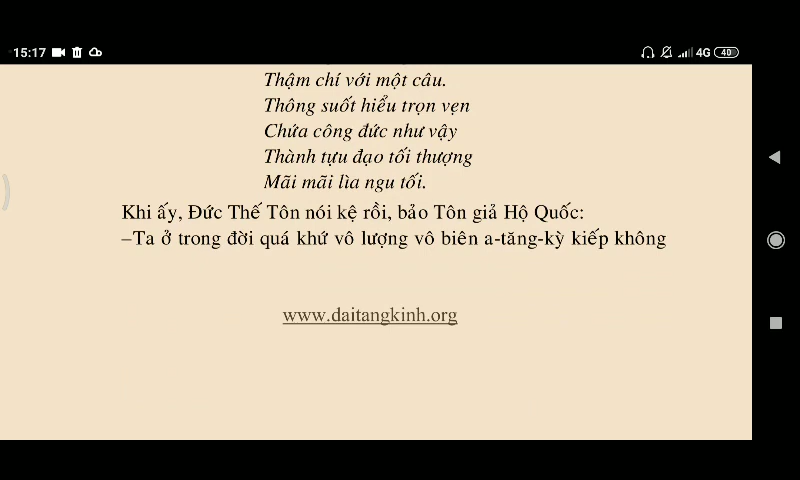 15:17
4G 40
Thậm chí với một câu.
Thông suốt hiểu trọn vẹn
Chứa công đức như vậy
Thành tựu đạo tối thượng
Mãi mãi lìa ngu tối.
Khi ấy, Đức Thế Tôn nói kệ rồi, bảo Tôn giả Hộ Quốc:
–Ta ở trong đời quá khứ vô lượng vô biên a-tăng-kỳ kiếp không
www.daitangkinh.org